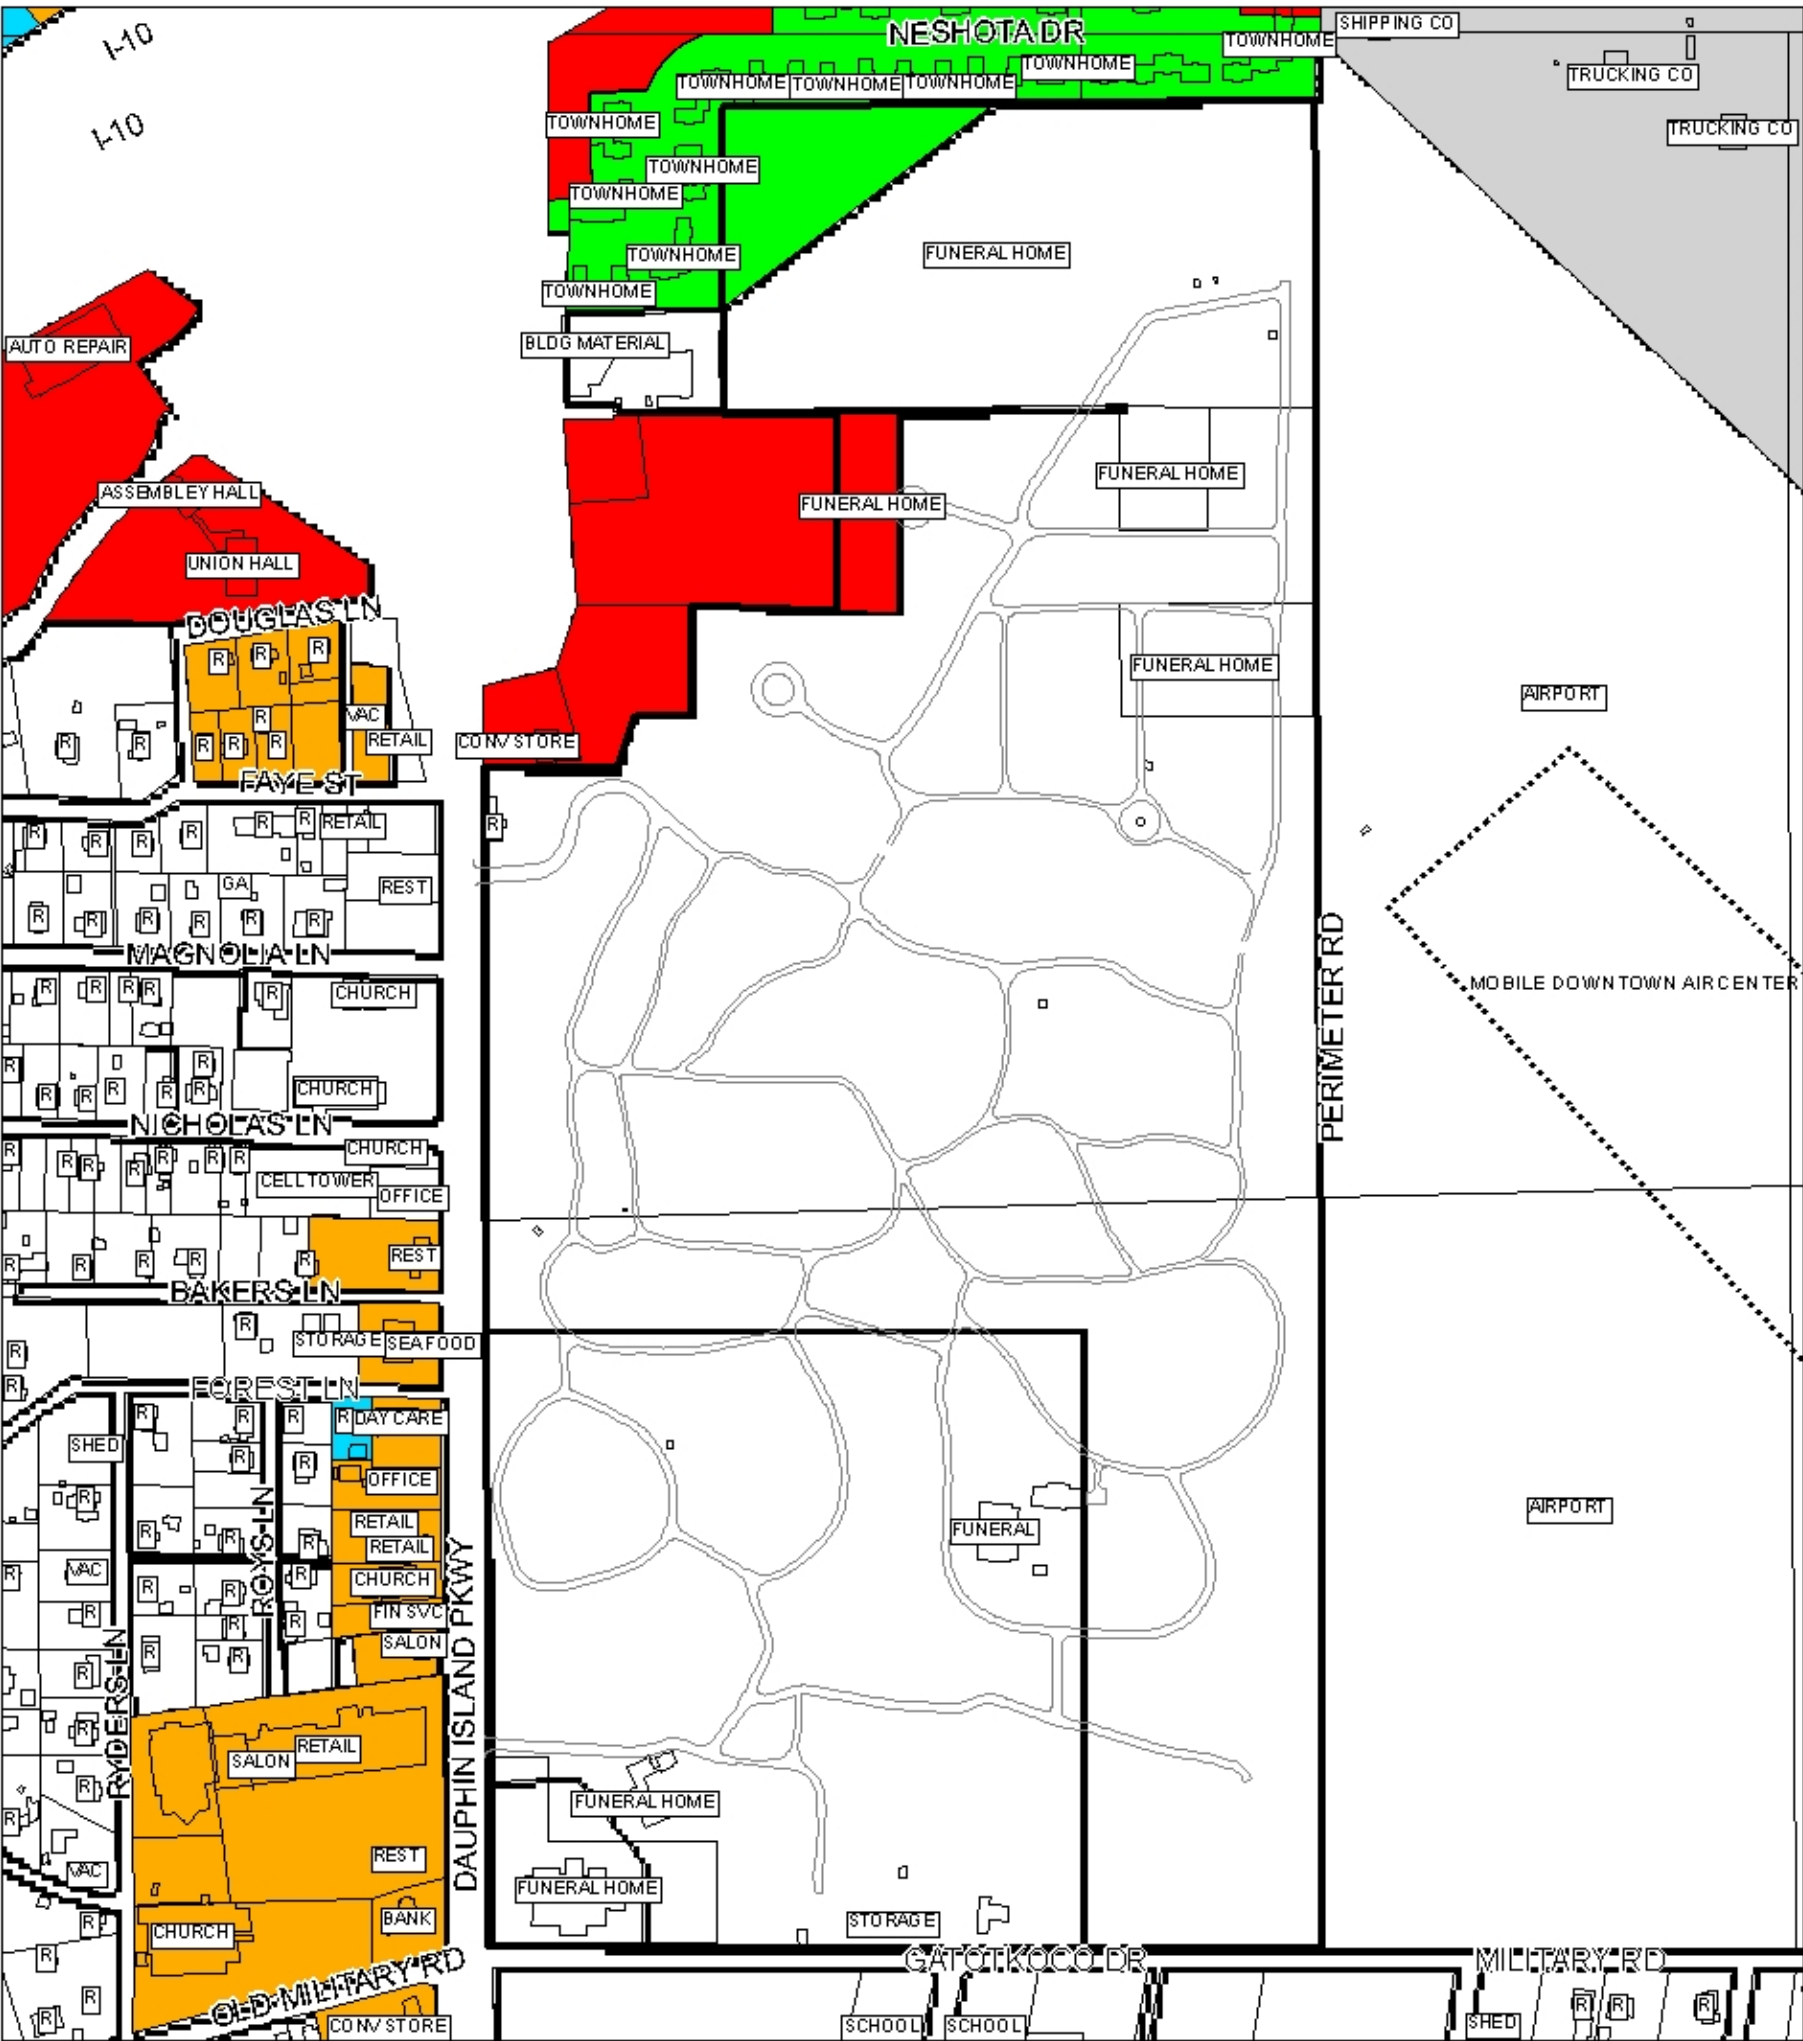 I-10
NESHOTA DR
SHIPPING CO
TOWNHOME
TRUCKING CO
TOWNHOME
TOWNHOME
TOWNHOME
TOWNHOME
I-10
TOWNHOME
TRUCKING CO
TOWNHOME
TOWNHOME
FUNERAL HOME
TOWNHOME
TOWNHOME
BLDG MATERIAL
AUTO REPAIR
FUNERAL HOME
ASSEMBLEY HALL
FUNERAL HOME
UNION HALL
DOUGLAS LN
R
R
R
FUNERAL HOME
AIRPORT
VAC
R
R
R
R
R
R
RETAIL
CONV STORE
FAYE ST
R
R
R
R
R
R
RETAIL
R
GA
REST
R
R
R
R
R
R
MAGNOLIA LN
PERIMETER RD
MOBILE DOWNTOWN AIRCENTER
R
R
R
R
R
CHURCH
R
R
R
R
R
R
R
CHURCH
NICHOLAS LN
R
R
R
R
R
R
R
CHURCH
CELL TOWER
OFFICE
R
R
R
R
R
REST
BAKERS LN
R
STORAGE
SEAFOOD
R
R
FOREST LN
R
R
R
R
DAY CARE
SHED
R
R
OFFICE
R
ROYS LN
RETAIL
R
R
R
RETAIL
AIRPORT
FUNERAL
DAUPHIN ISLAND PKWY
VAC
R
R
R
R
CHURCH
R
R
R
FIN SVC
RYDERS LN
SALON
R
R
R
R
RETAIL
SALON
R
R
FUNERAL HOME
REST
VAC
FUNERAL HOME
BANK
STORAGE
R
CHURCH
R
GATOTKOCO DR
MILITARY RD
OLD MILITARY RD
R
R
R
R
R
CONV STORE
SCHOOL
SCHOOL
SHED